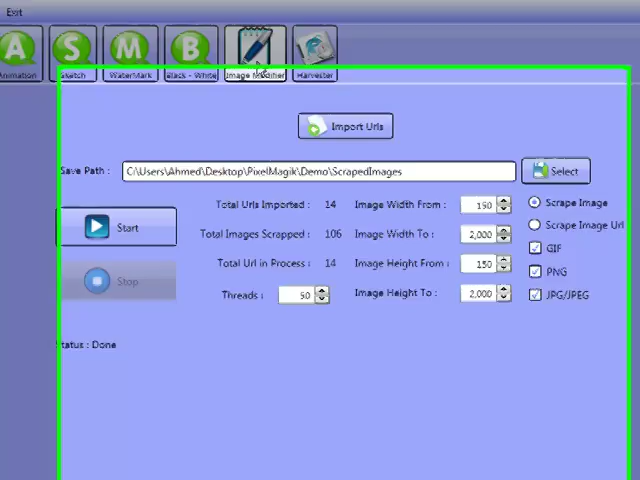 Exit
A S M B
Animation Sketch WaterMark Black - White Image Modifier Harvester
Import Urls
Save Path : C:\Users\Ahmed\Desktop\PixelMagik\Demo\ScrapedImages Select
Start
Stop
Total Urls Imported : 14
Total Images Scrapped : 106
Total Url in Process : 14
Threads : 50
Image Width From : 150
Image Width To : 2,000
Image Height From : 150
Image Height To : 2,000
Scrape Image
Scrape Image Url
GIF
PNG
JPG/JPEG
Status : Done